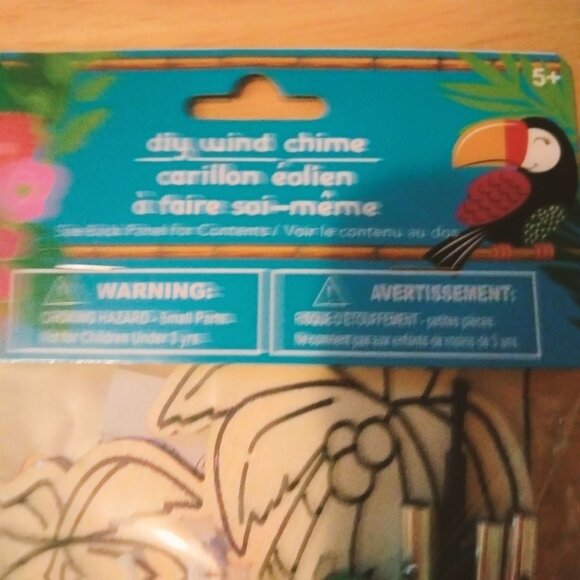 5+
diy wind chime
carillon éolien
à faire soi-même
See Back Panel for Contents / Voir le contenu au dos
WARNING:
CHOKING HAZARD - Small Parts
Not for Children Under 3 yrs.
AVERTISSEMENT:
RISQUE D'ÉTOUFFEMENT - petites pièces
Ne convient pas aux enfants de moins de 3 ans